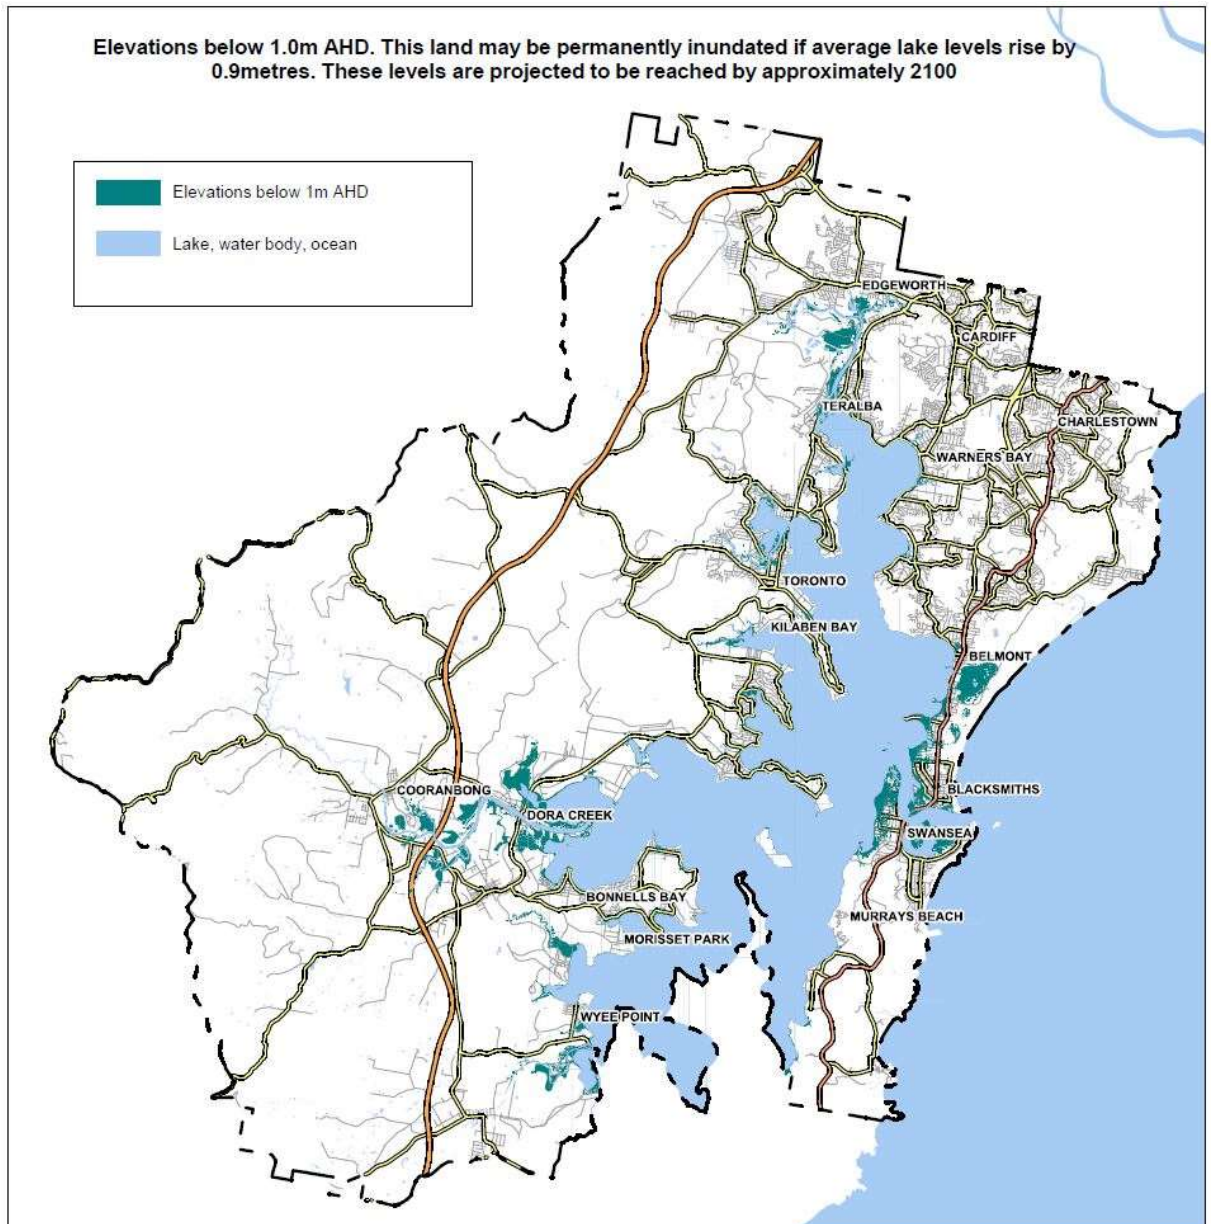 Elevations below 1.0m AHD. This land may be permanently inundated if average lake levels rise by
0.9metres. These levels are projected to be reached by approximately 2100
Elevations below 1m AHD
Lake, water body, ocean
EDGEWORTH
CARDIFF
TERALBA
CHARLESTOWN
WARNERS BAY
TORONTO
KILABEN BAY
BELMONT
COORANBONG
BLACKSMITHS
DORA CREEK
SWANSEA
BONNELLS BAY
MURRAYS BEACH
MORISSET PARK
WYEE POINT